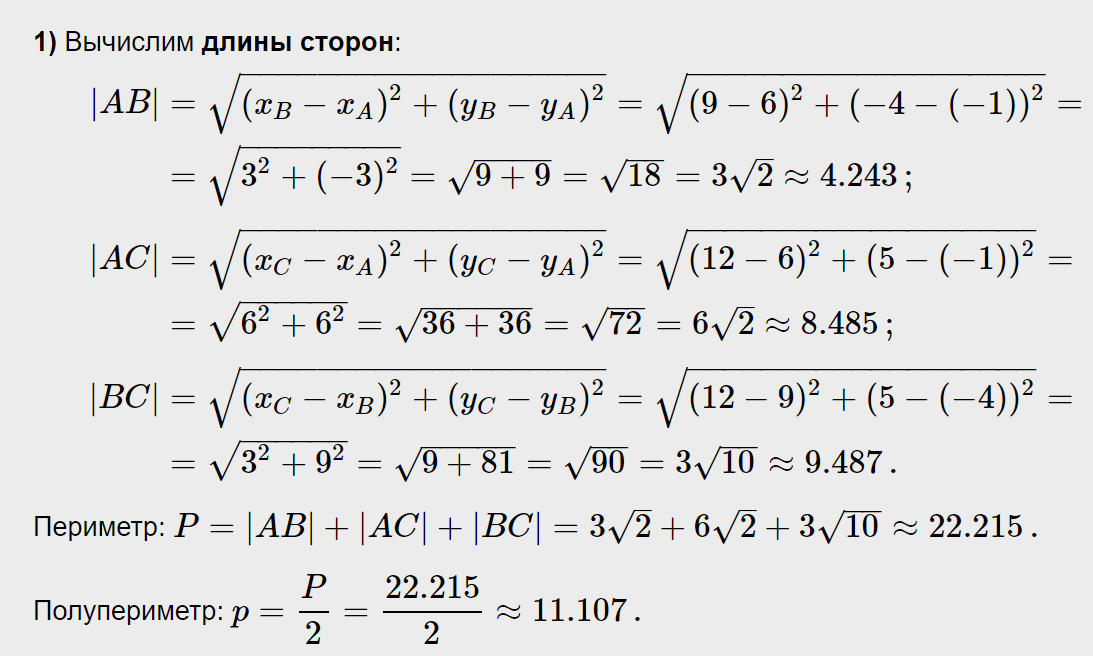 1) Вычислим длины сторон:
|AB| = √((x_B − x_A)² + (y_B − y_A)²) = √((9 − 6)² + (−4 − (−1))²) =
= √(3² + (−3)²) = √(9 + 9) = √18 = 3√2 ≈ 4.243 ;
|AC| = √((x_C − x_A)² + (y_C − y_A)²) = √((12 − 6)² + (5 − (−1))²) =
= √(6² + 6²) = √(36 + 36) = √72 = 6√2 ≈ 8.485 ;
|BC| = √((x_C − x_B)² + (y_C − y_B)²) = √((12 − 9)² + (5 − (−4))²) =
= √(3² + 9²) = √(9 + 81) = √90 = 3√10 ≈ 9.487 .
Периметр: P = |AB| + |AC| + |BC| = 3√2 + 6√2 + 3√10 ≈ 22.215 .
Полупериметр: p = P/2 = 22.215/2 ≈ 11.107 .